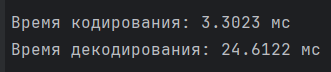 Время кодирования: 3.3023 мс
Время декодирования: 24.6122 мс